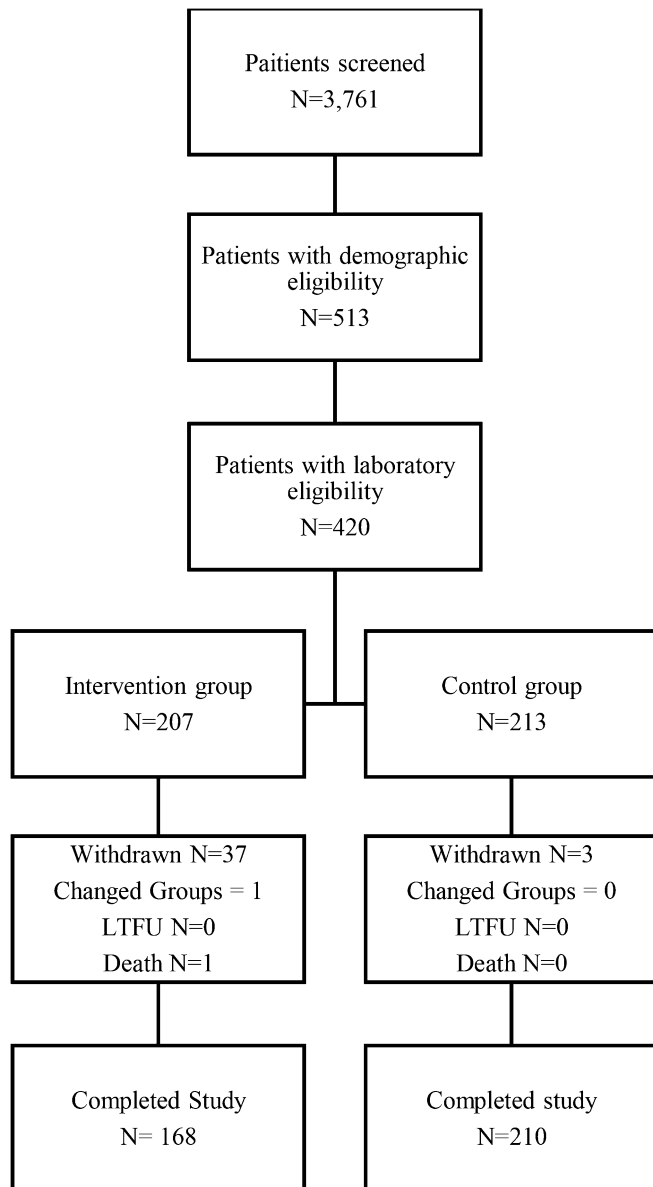 Paitients screened
N=3,761
Patients with demographic
eligibility
N=513
Patients with laboratory
eligibility
N=420
Intervention group
N=207
Control group
N=213
Withdrawn N=37
Changed Groups = 1
LTFU N=0
Death N=1
Withdrawn N=3
Changed Groups = 0
LTFU N=0
Death N=0
Completed Study
N= 168
Completed study
N=210